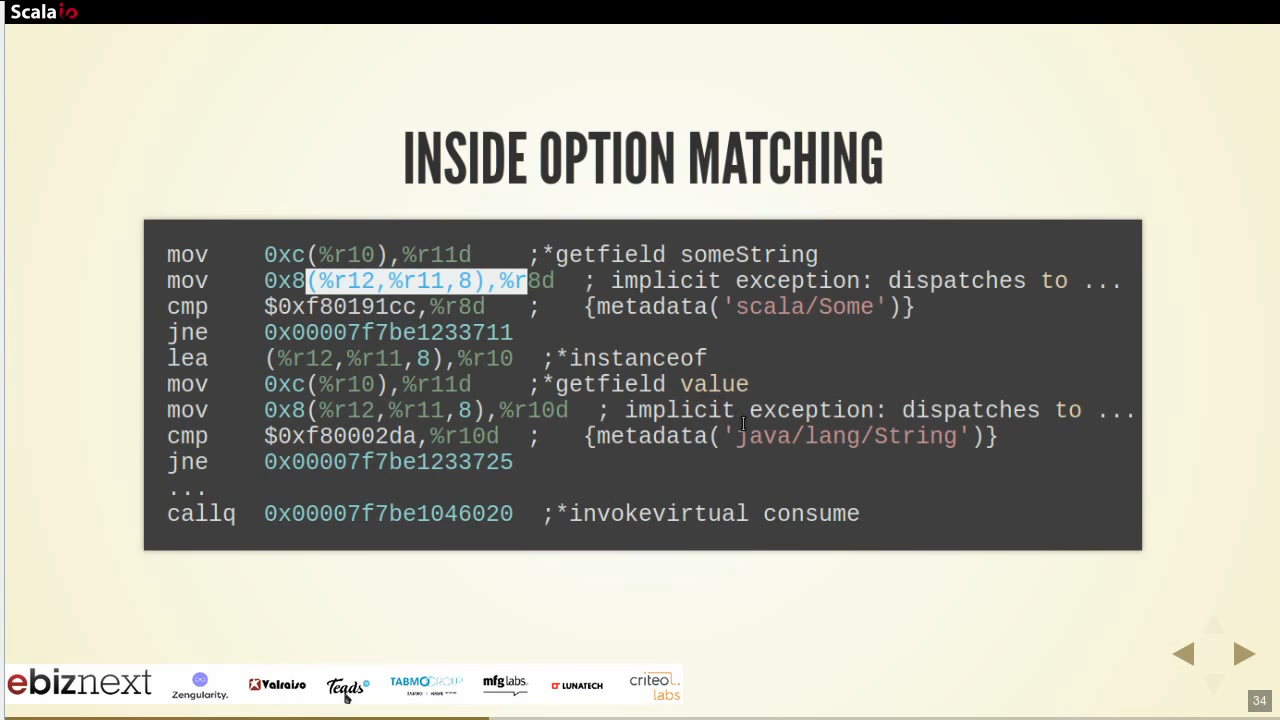 Scalaio
INSIDE OPTION MATCHING
mov 0xc(%r10),%r11d ;*getfield someString
mov 0x8(%r12,%r11,8),%r8d ; implicit exception: dispatches to ...
cmp $0xf80191cc,%r8d ; {metadata('scala/Some')}
jne 0x00007f7be1233711
lea (%r12,%r11,8),%r10 ;*instanceof
mov 0xc(%r10),%r11d ;*getfield value
mov 0x8(%r12,%r11,8),%r10d ; implicit exception: dispatches to ...
cmp $0xf80002da,%r10d ; {metadata('java/lang/String')}
jne 0x00007f7be1233725
...
callq 0x00007f7be1046020 ;*invokevirtual consume
ebiznext Zengularity. Valraiso Teads TABMO GROUP mfg labs. LUNATECH criteo. labs
34